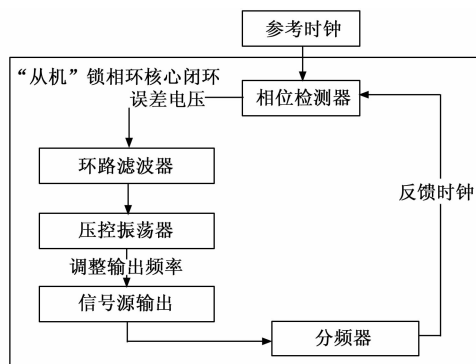 参考时钟
“从机”锁相环核心闭环
误差电压
相位检测器
环路滤波器
反馈时钟
压控振荡器
调整输出频率
信号源输出
分频器